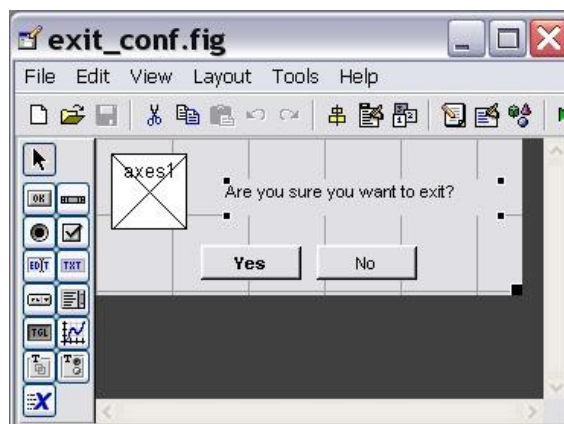 exit_conf.fig
File Edit View Layout Tools Help
axes1
Are you sure you want to exit?
Yes No
OK
EDIT TXT
TGL
T T
X